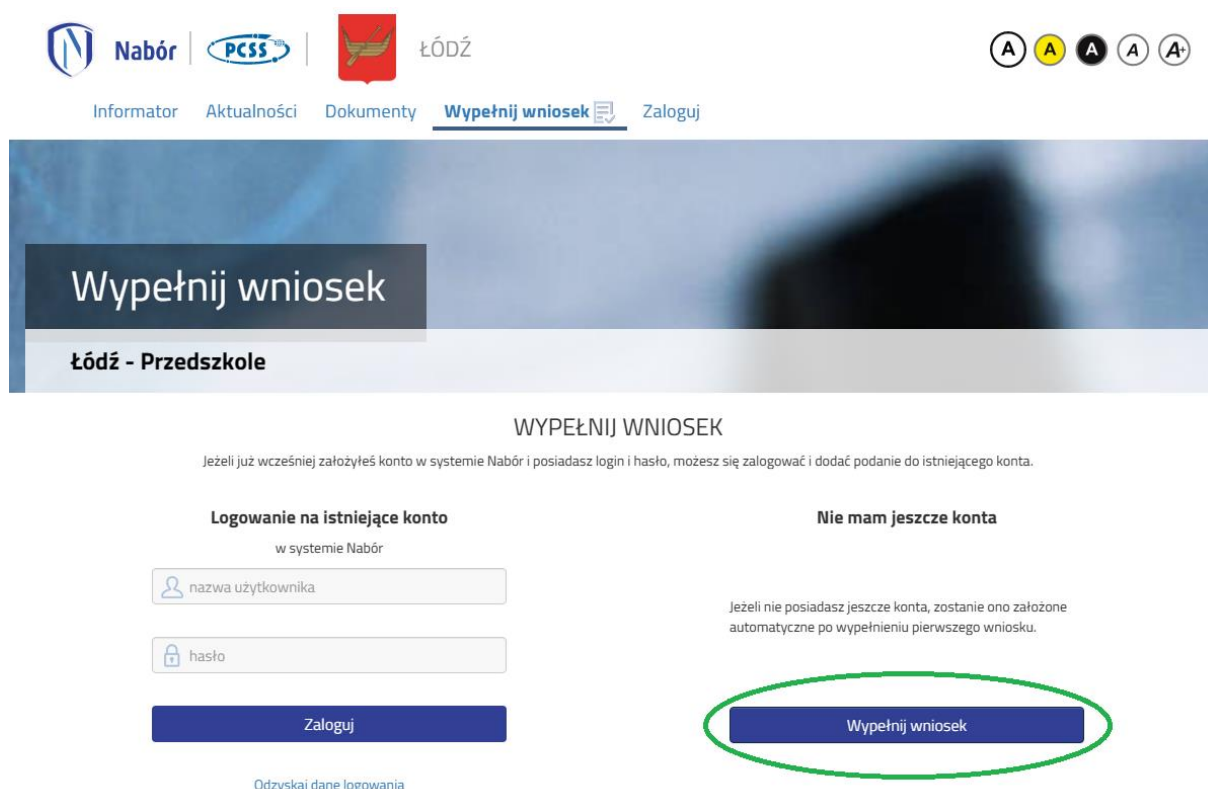 Nabór
PCSS
ŁÓDŹ
A A A A A+
Informator Aktualności Dokumenty Wypełnij wniosek Zaloguj
Wypełnij wniosek
Łódź - Przedszkole
WYPEŁNIJ WNIOSEK
Jeżeli już wcześniej założyłeś konto w systemie Nabór i posiadasz login i hasło, możesz się zalogować i dodać podanie do istniejącego konta.
Logowanie na istniejące konto
w systemie Nabór
nazwa użytkownika
hasło
Zaloguj
Odzyskaj dane logowania
Nie mam jeszcze konta
Jeżeli nie posiadasz jeszcze konta, zostanie ono założone
automatyczne po wypełnieniu pierwszego wniosku.
Wypełnij wniosek